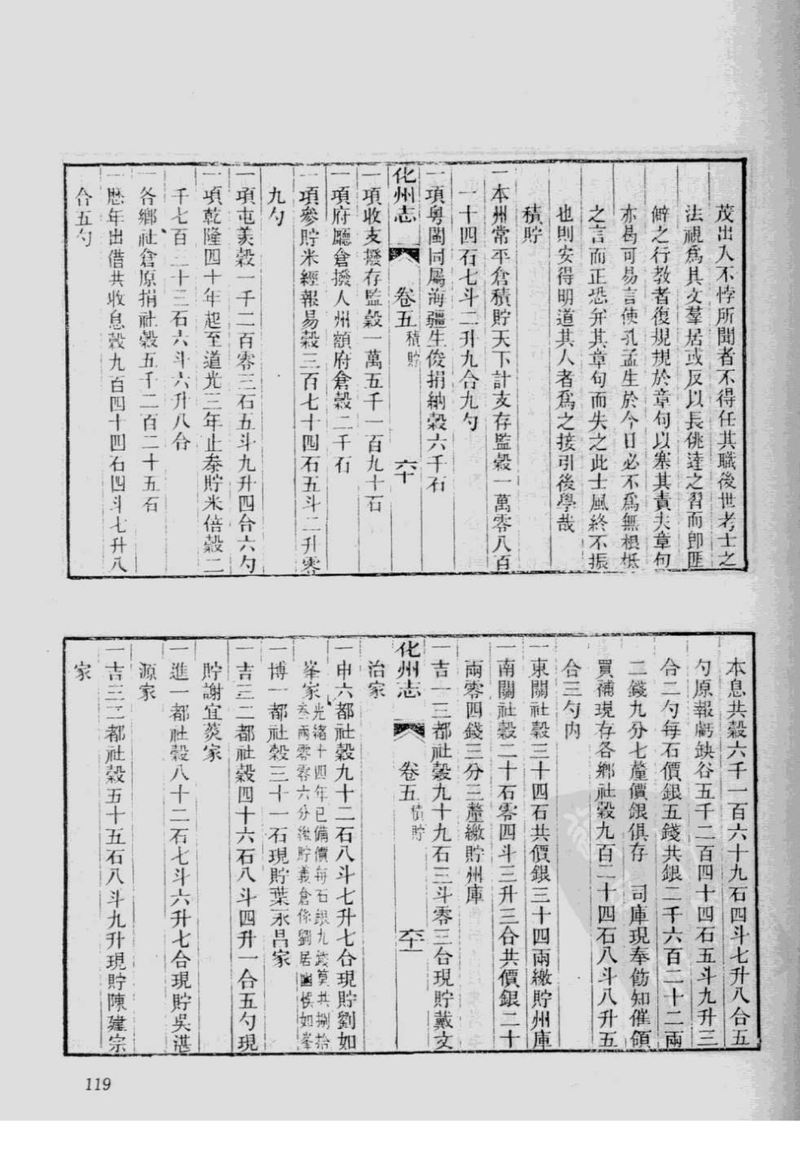 茂出入不悖所聞者不得任其職後世考士之
法視爲具文羣居或反以長佻達之習而卽匪
僻之行教者復規規於章句以塞其責夫章句
亦曷可易言使孔孟生於今日必不爲無根柢
之言而正恐弁其章句而失之此士風終不振
也則安得明道其人者爲之接引後學哉
積貯
一本州常平倉積貯天下計支存監穀一萬零八百
一十四石七斗二升九合九勺
一項粵閩同屬海疆生俊捐納穀六千石
化州志 卷五 積貯 六十
一項收支撥存監穀一萬五千一百九十石
一項府廳倉撥入州額府倉穀二千石
一項參貯米經報易穀三百七十四石五斗二升零
九勺
一項屯羨穀一千二百零三石五斗九升四合六勺
一項乾隆四十年起至道光三年止叅貯米倍穀二
千七百二十三石六斗六升八合
各鄉社倉原捐社穀五千二百二十五石
一歷年出借共收息穀九百四十四石四斗七升八
合五勺
本息共穀六千一百六十九石四斗七升八合五
勺原報虧缺谷五千二百四十四石五斗九升三
合二勺每石價銀五錢共銀二千六百二十二兩
二錢九分七釐價銀俱存 司庫現奉飭知催領
買補現存各鄉社穀九百二十四石八斗八升五
合三勺內
一東關社穀三十四石共價銀三十四兩繳貯州庫
一南關社穀二十石零四斗三升三合共價銀二十
兩零四錢三分三釐繳貯州庫
一吉一三都社穀九十九石三斗零三合現貯戴文
化州志 卷五 積貯 六十一
治家
一申六都社穀九十二石八斗七升七合現貯劉如
峯家 光緒十四年已備價每石銀九錢算共捌拾
叁兩零零六分後貯義倉係劉居幽侯如峯
一博一都社穀三十一石現貯葉永昌家
一吉三二都社穀四十六石八斗四升一合五勺現
貯謝宜葵家
一進一都社穀八十二石七斗六升七合現貯吳湛
源家
一吉三三都社穀五十五石八斗九升現貯陳建宗
家
119